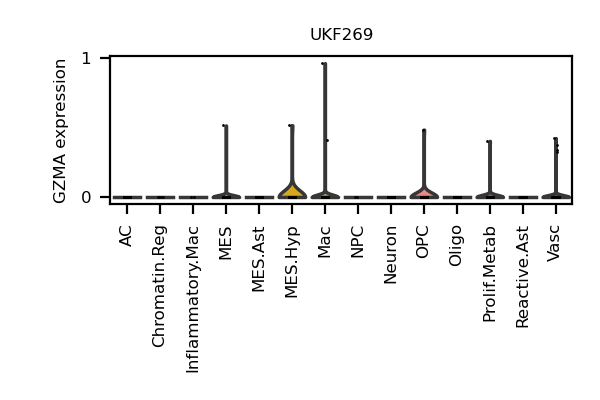 UKF269
GZMA expression
1
0
AC
Chromatin.Reg
Inflammatory.Mac
MES
MES.Ast
MES.Hyp
Mac
NPC
Neuron
OPC
Oligo
Prolif.Metab
Reactive.Ast
Vasc